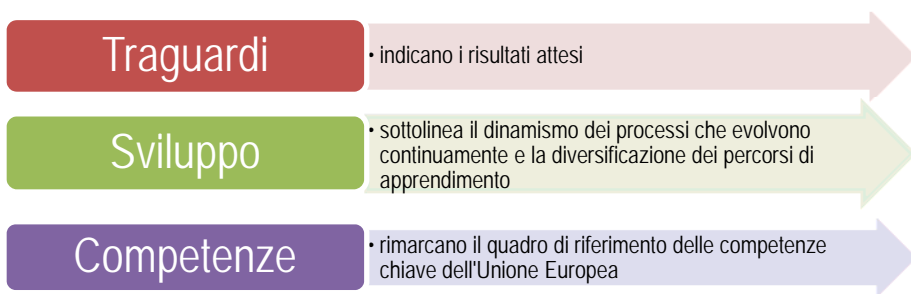 Traguardi
• indicano i risultati attesi
Sviluppo
• sottolinea il dinamismo dei processi che evolvono
continuamente e la diversificazione dei percorsi di
apprendimento
Competenze
• rimarcano il quadro di riferimento delle competenze
chiave dell'Unione Europea